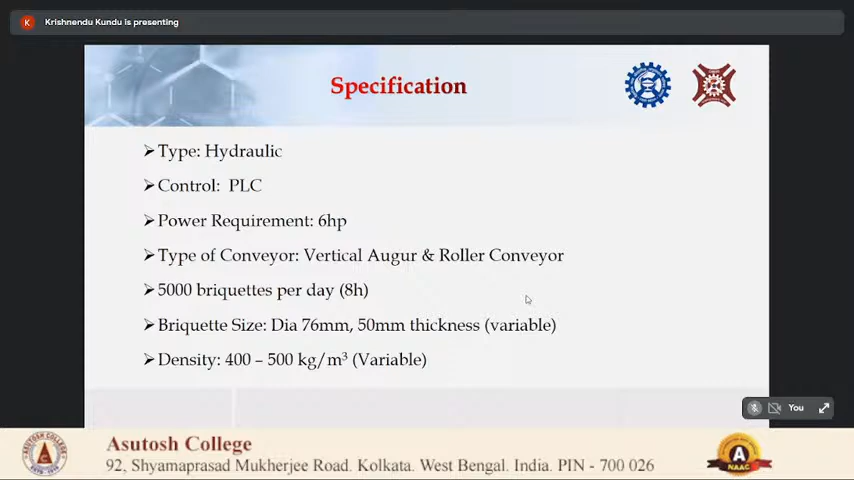 K Krishnendu Kundu is presenting
Specification
➤Type: Hydraulic
➤Control: PLC
➤Power Requirement: 6hp
➤Type of Conveyor: Vertical Augur & Roller Conveyor
➤5000 briquettes per day (8h)
➤Briquette Size: Dia 76mm, 50mm thickness (variable)
➤Density: 400 – 500 kg/m³ (Variable)
You
Asutosh College
92, Shyamaprasad Mukherjee Road. Kolkata. West Bengal. India. PIN - 700 026
A
NAAC